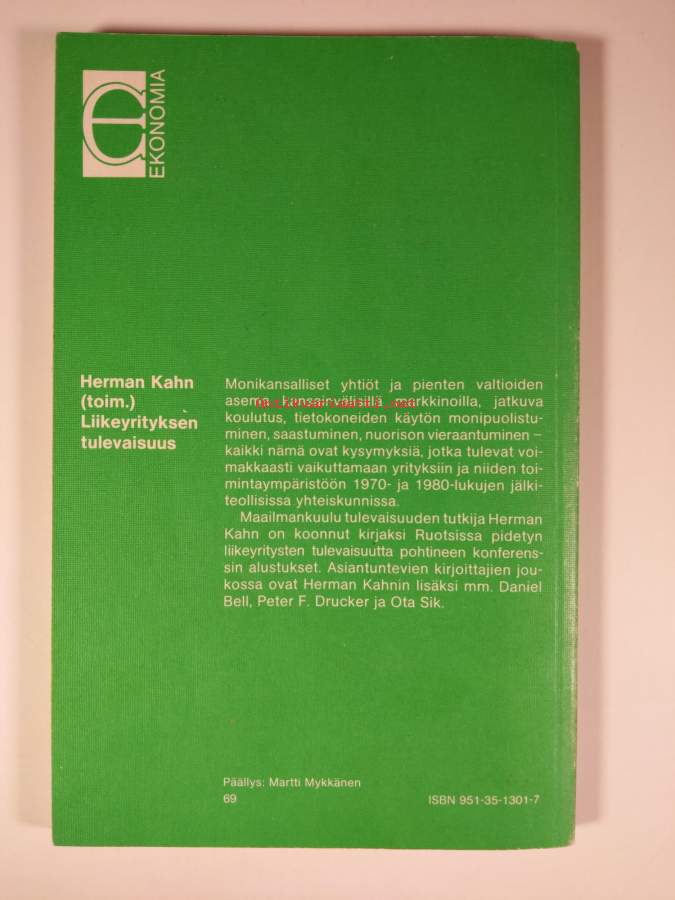 EKONOMIA
Herman Kahn
(toim.)
Liikeyrityksen
tulevaisuus
Monikansalliset yhtiöt ja pienten valtioiden
asema kansainvälisillä markkinoilla, jatkuva
koulutus, tietokoneiden käytön monipuolistu-
minen, saastuminen, nuorison vieraantuminen –
kaikki nämä ovat kysymyksiä, jotka tulevat voi-
makkaasti vaikuttamaan yrityksiin ja niiden toi-
mintaympäristöön 1970- ja 1980-lukujen jälki-
teollisissa yhteiskunnissa.
Maailmankuulu tulevaisuuden tutkija Herman
Kahn on koonnut kirjaksi Ruotsissa pidetyn
liikeyritysten tulevaisuutta pohtineen konferens-
sin alustukset. Asiantuntevien kirjoittajien jou-
kossa ovat Herman Kahnin lisäksi mm. Daniel
Bell, Peter F. Drucker ja Ota Sik.
Päällys: Martti Mykkänen
69
ISBN 951-35-1301-7